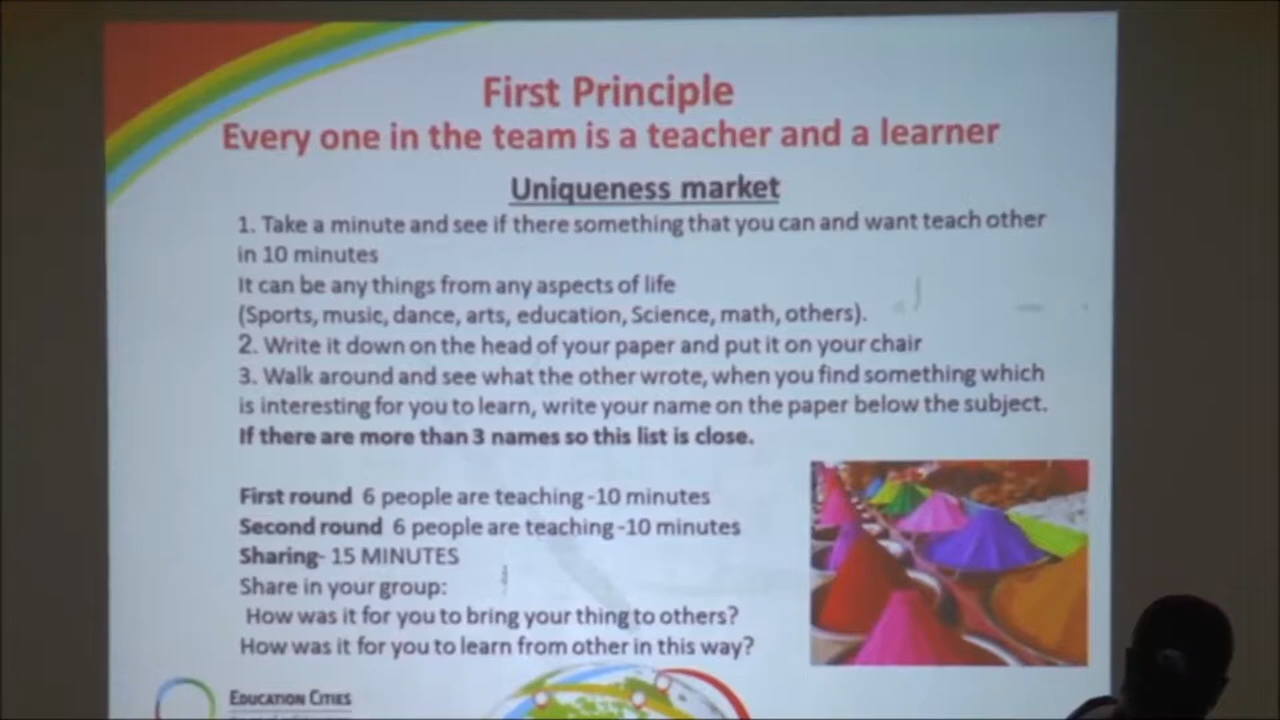 First Principle
Every one in the team is a teacher and a learner
Uniqueness market
1. Take a minute and see if there something that you can and want teach other
in 10 minutes
It can be any things from any aspects of life
(Sports, music, dance, arts, education, Science, math, others).
2. Write it down on the head of your paper and put it on your chair
3. Walk around and see what the other wrote, when you find something which
is interesting for you to learn, write your name on the paper below the subject.
If there are more than 3 names so this list is close.
First round 6 people are teaching -10 minutes
Second round 6 people are teaching -10 minutes
Sharing- 15 MINUTES
Share in your group:
How was it for you to bring your thing to others?
How was it for you to learn from other in this way?
EDUCATION CITIES